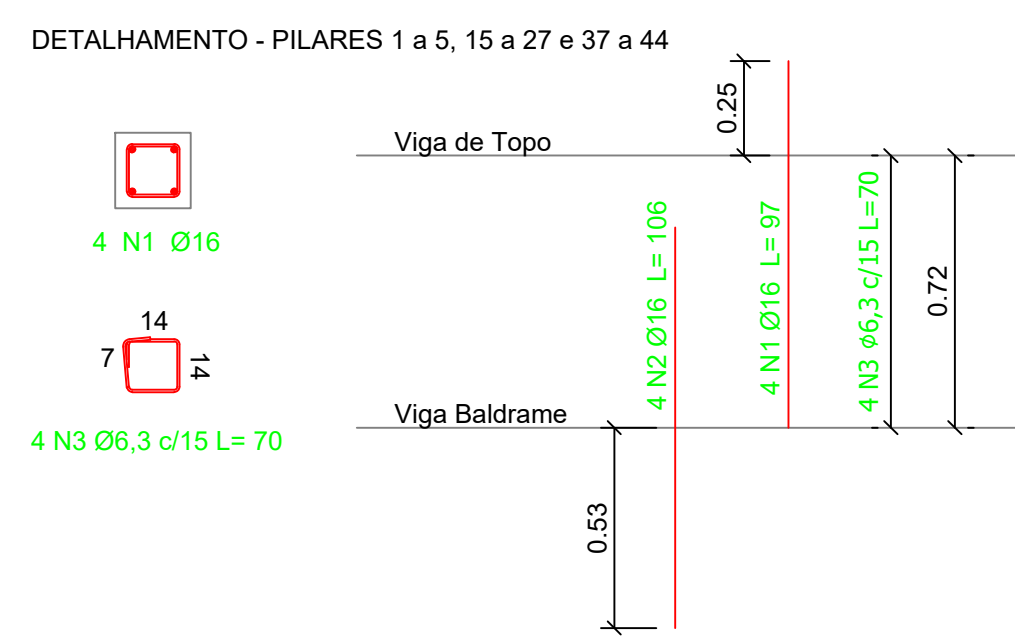 DETALHAMENTO - PILARES 1 a 5, 15 a 27 e 37 a 44
0.25
Viga de Topo
4 N1 Ø16
4 N2 Ø16 L= 106
4 N1 Ø16 L= 97
4 N3 Ø6,3 c/15 L=70
0.72
14
7
14
4 N3 Ø6,3 c/15 L= 70
Viga Baldrame
0.53